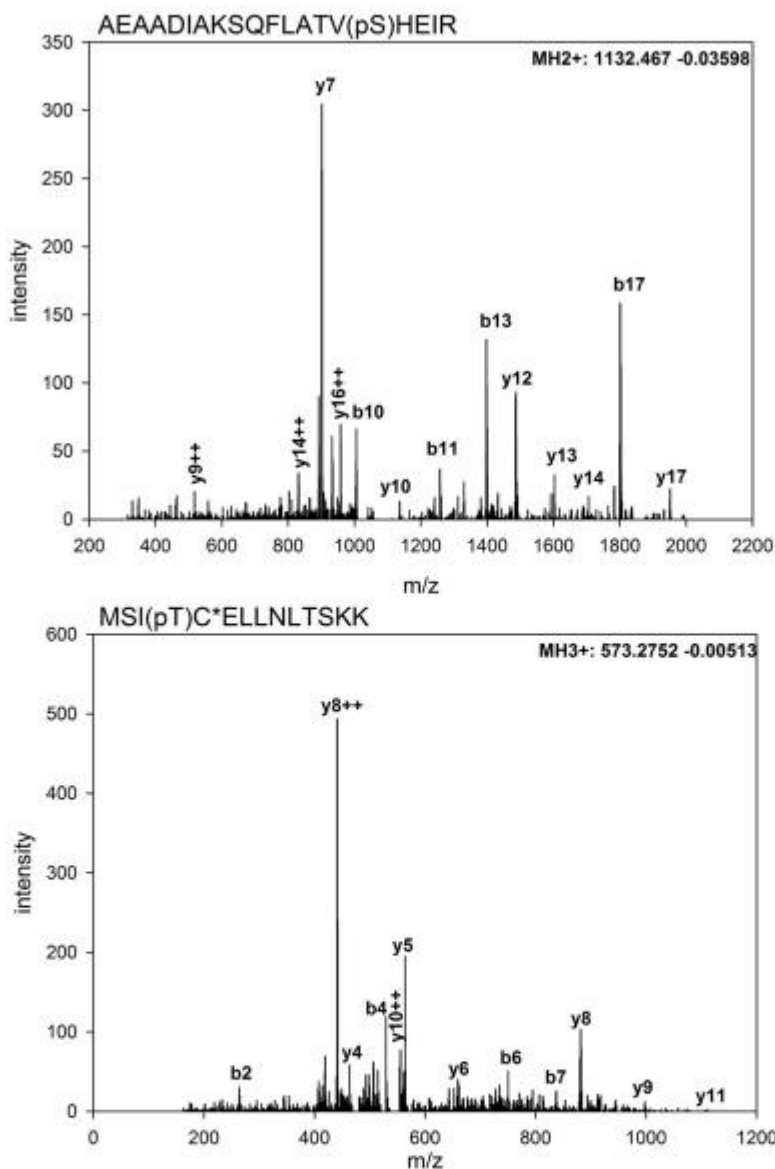 AEAADIAKSQFLATV(pS)HEIR
MH2+: 1132.467 -0.03598
350
300
250
200
150
100
50
0
intensity
y7
b17
b13
y12
y16++
b10
y14++
b11
y13
y9++
y10
y14
y17
200 400 600 800 1000 1200 1400 1600 1800 2000 2200
m/z
MSI(pT)C*ELLNLTSKK
MH3+: 573.2752 -0.00513
600
500
400
300
200
100
0
intensity
y8++
y5
b4
y10++
y8
y4
b2
y6
b6
b7
y9
y11
0 200 400 600 800 1000 1200
m/z